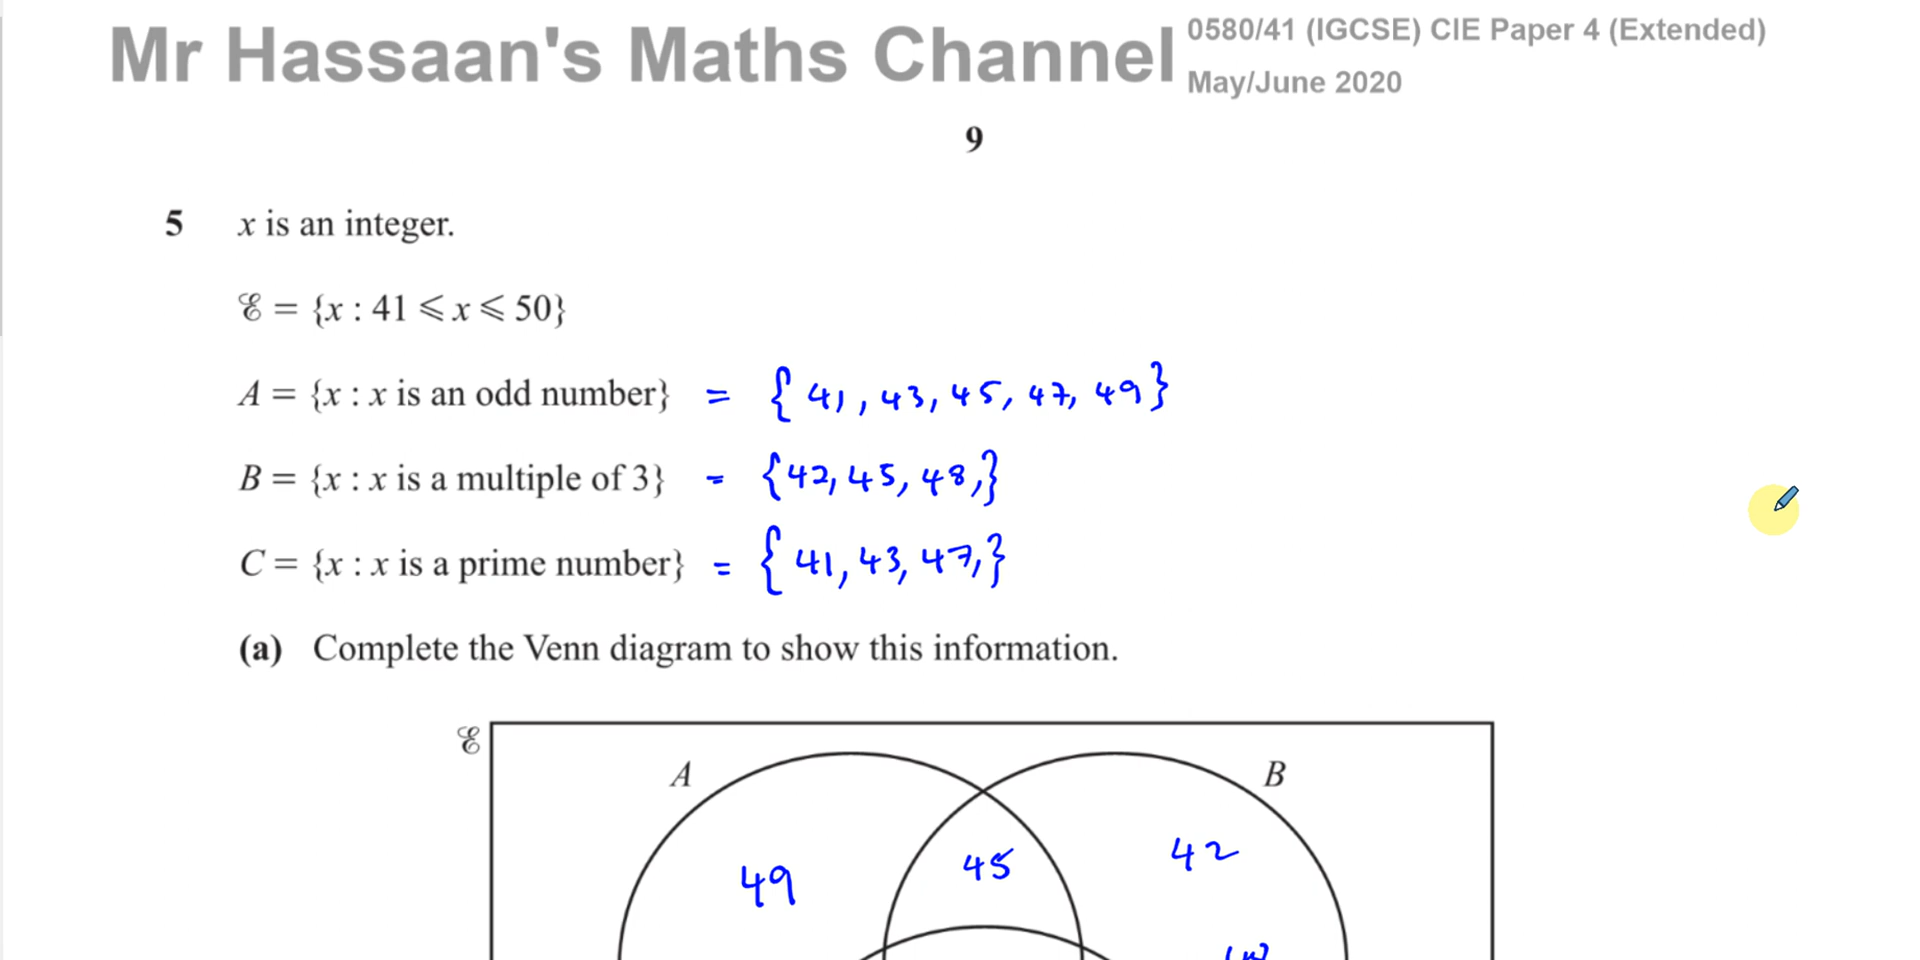 Mr Hassaan's Maths Channel
0580/41 (IGSCE) CIE Paper 4 (Extended)
May/June 2020
9
5 x is an integer.
ℰ = {x : 41 ⩽ x ⩽ 50}
A = {x : x is an odd number} = {41, 43, 45, 47, 49}
B = {x : x is a multiple of 3} = {42, 45, 48,}
C = {x : x is a prime number} = {41, 43, 47,}
(a) Complete the Venn diagram to show this information.
ℰ
A B
49 45 42